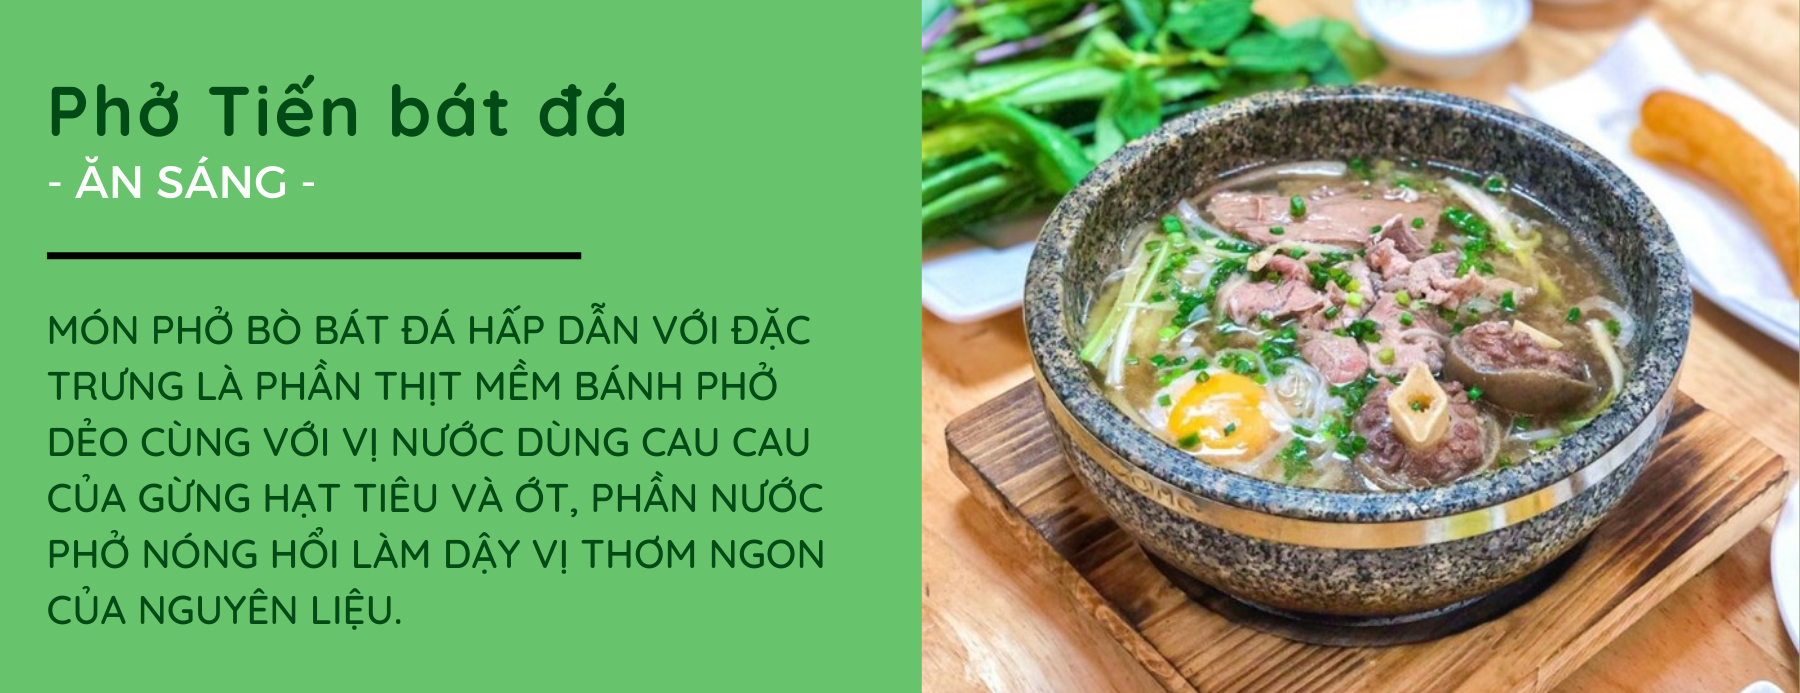 Phở Tiến bát đá
- ĂN SÁNG -
MÓN PHỞ BÒ BÁT ĐÁ HẤP DẪN VỚI ĐẶC
TRƯNG LÀ PHẦN THỊT MỀM BÁNH PHỞ
DẺO CÙNG VỚI VỊ NƯỚC DÙNG CAU CAU
CỦA GỪNG HẠT TIÊU VÀ ỚT, PHẦN NƯỚC
PHỞ NÓNG HỔI LÀM DẬY VỊ THƠM NGON
CỦA NGUYÊN LIỆU.